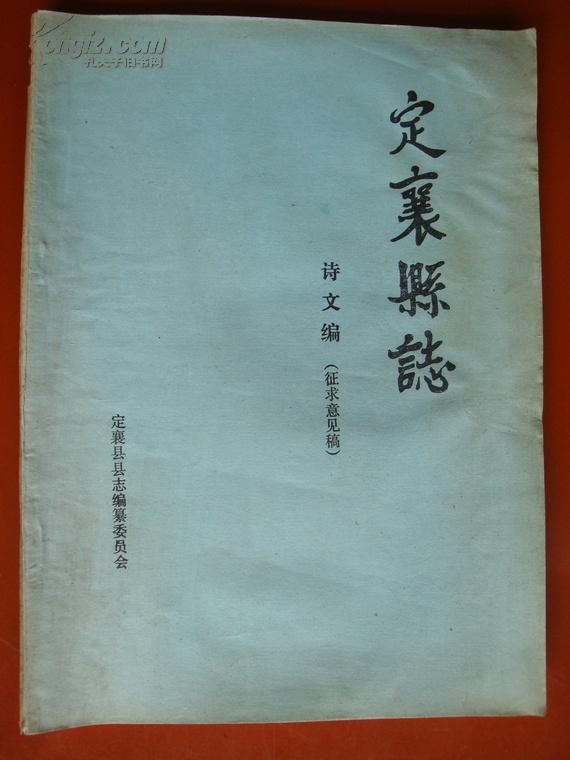 定襄縣誌
诗文编（征求意见稿）
定襄县县志编纂委员会
kongfz.com
孔夫子旧书网